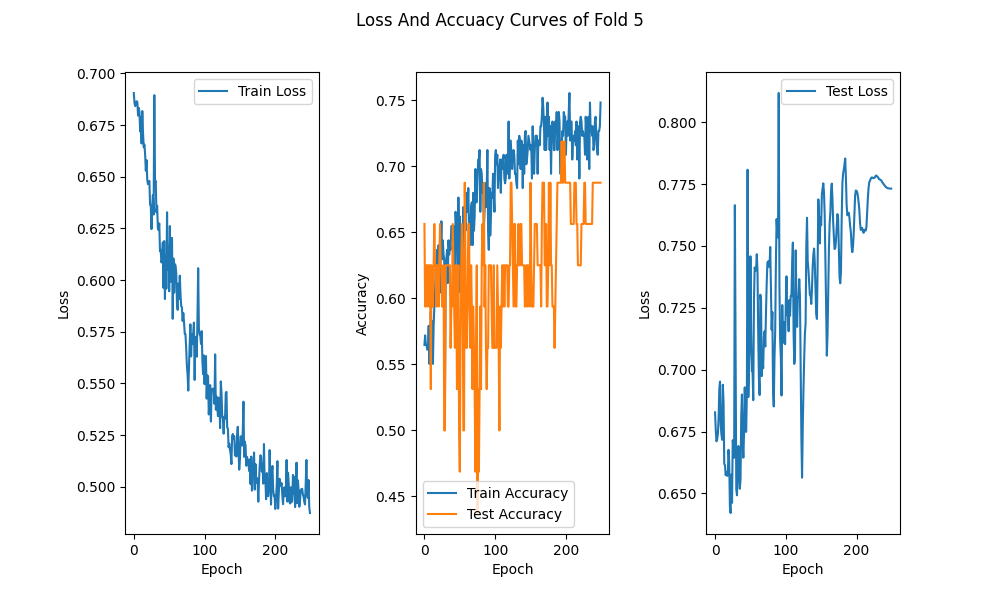 Loss And Accuacy Curves of Fold 5
0.700
0.675
0.650
0.625
0.600
0.575
0.550
0.525
0.500
Loss
0
100
200
Epoch
Train Loss
0.75
0.70
0.65
0.60
0.55
0.50
0.45
Accuracy
0
100
200
Epoch
Train Accuracy
Test Accuracy
0.800
0.775
0.750
0.725
0.700
0.675
0.650
Loss
0
100
200
Epoch
Test Loss